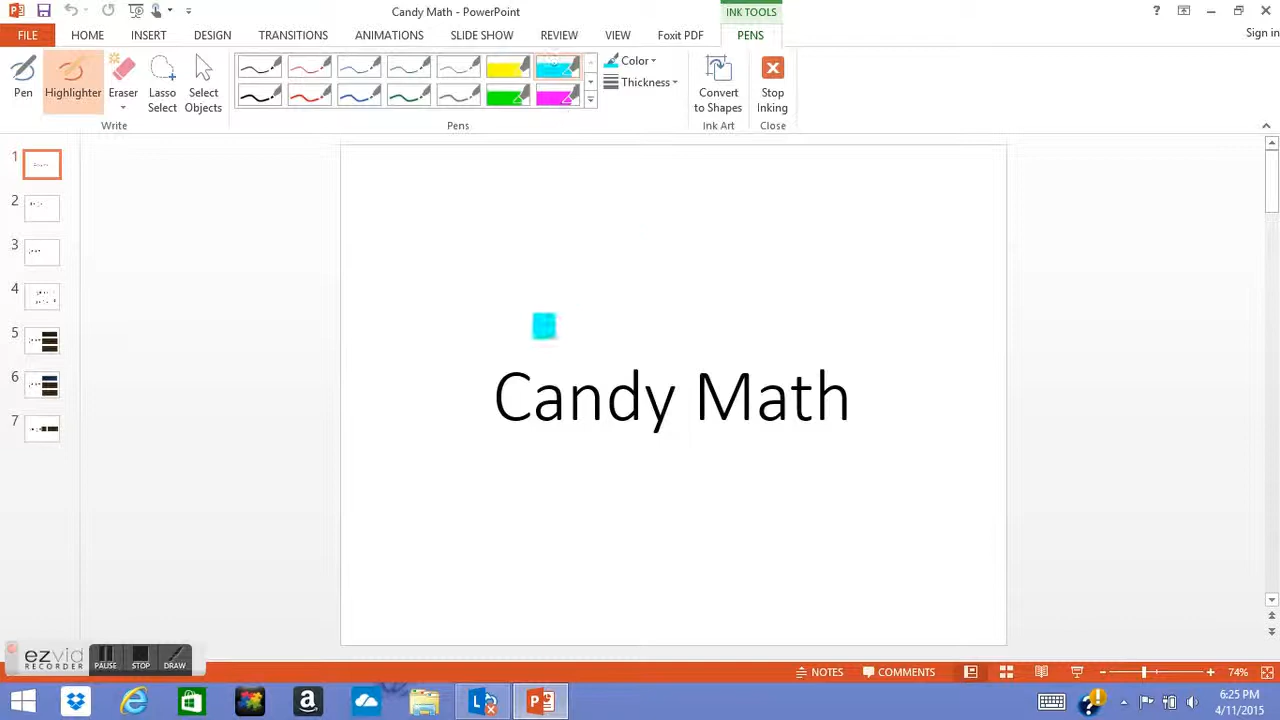 Candy Math - PowerPoint
INK TOOLS
FILE
HOME
INSERT
DESIGN
TRANSITIONS
ANIMATIONS
SLIDE SHOW
REVIEW
VIEW
Foxit PDF
PENS
Sign in
Pen
Highlighter
Eraser
Lasso
Select
Select
Objects
Color
Thickness
Convert
to Shapes
Stop
Inking
Write
Pens
Ink Art
Close
1
2
3
4
5
6
7
Candy Math
ezvid
RECORDER
PAUSE
STOP
DRAW
NOTES
COMMENTS
74%
6:25 PM
4/11/2015